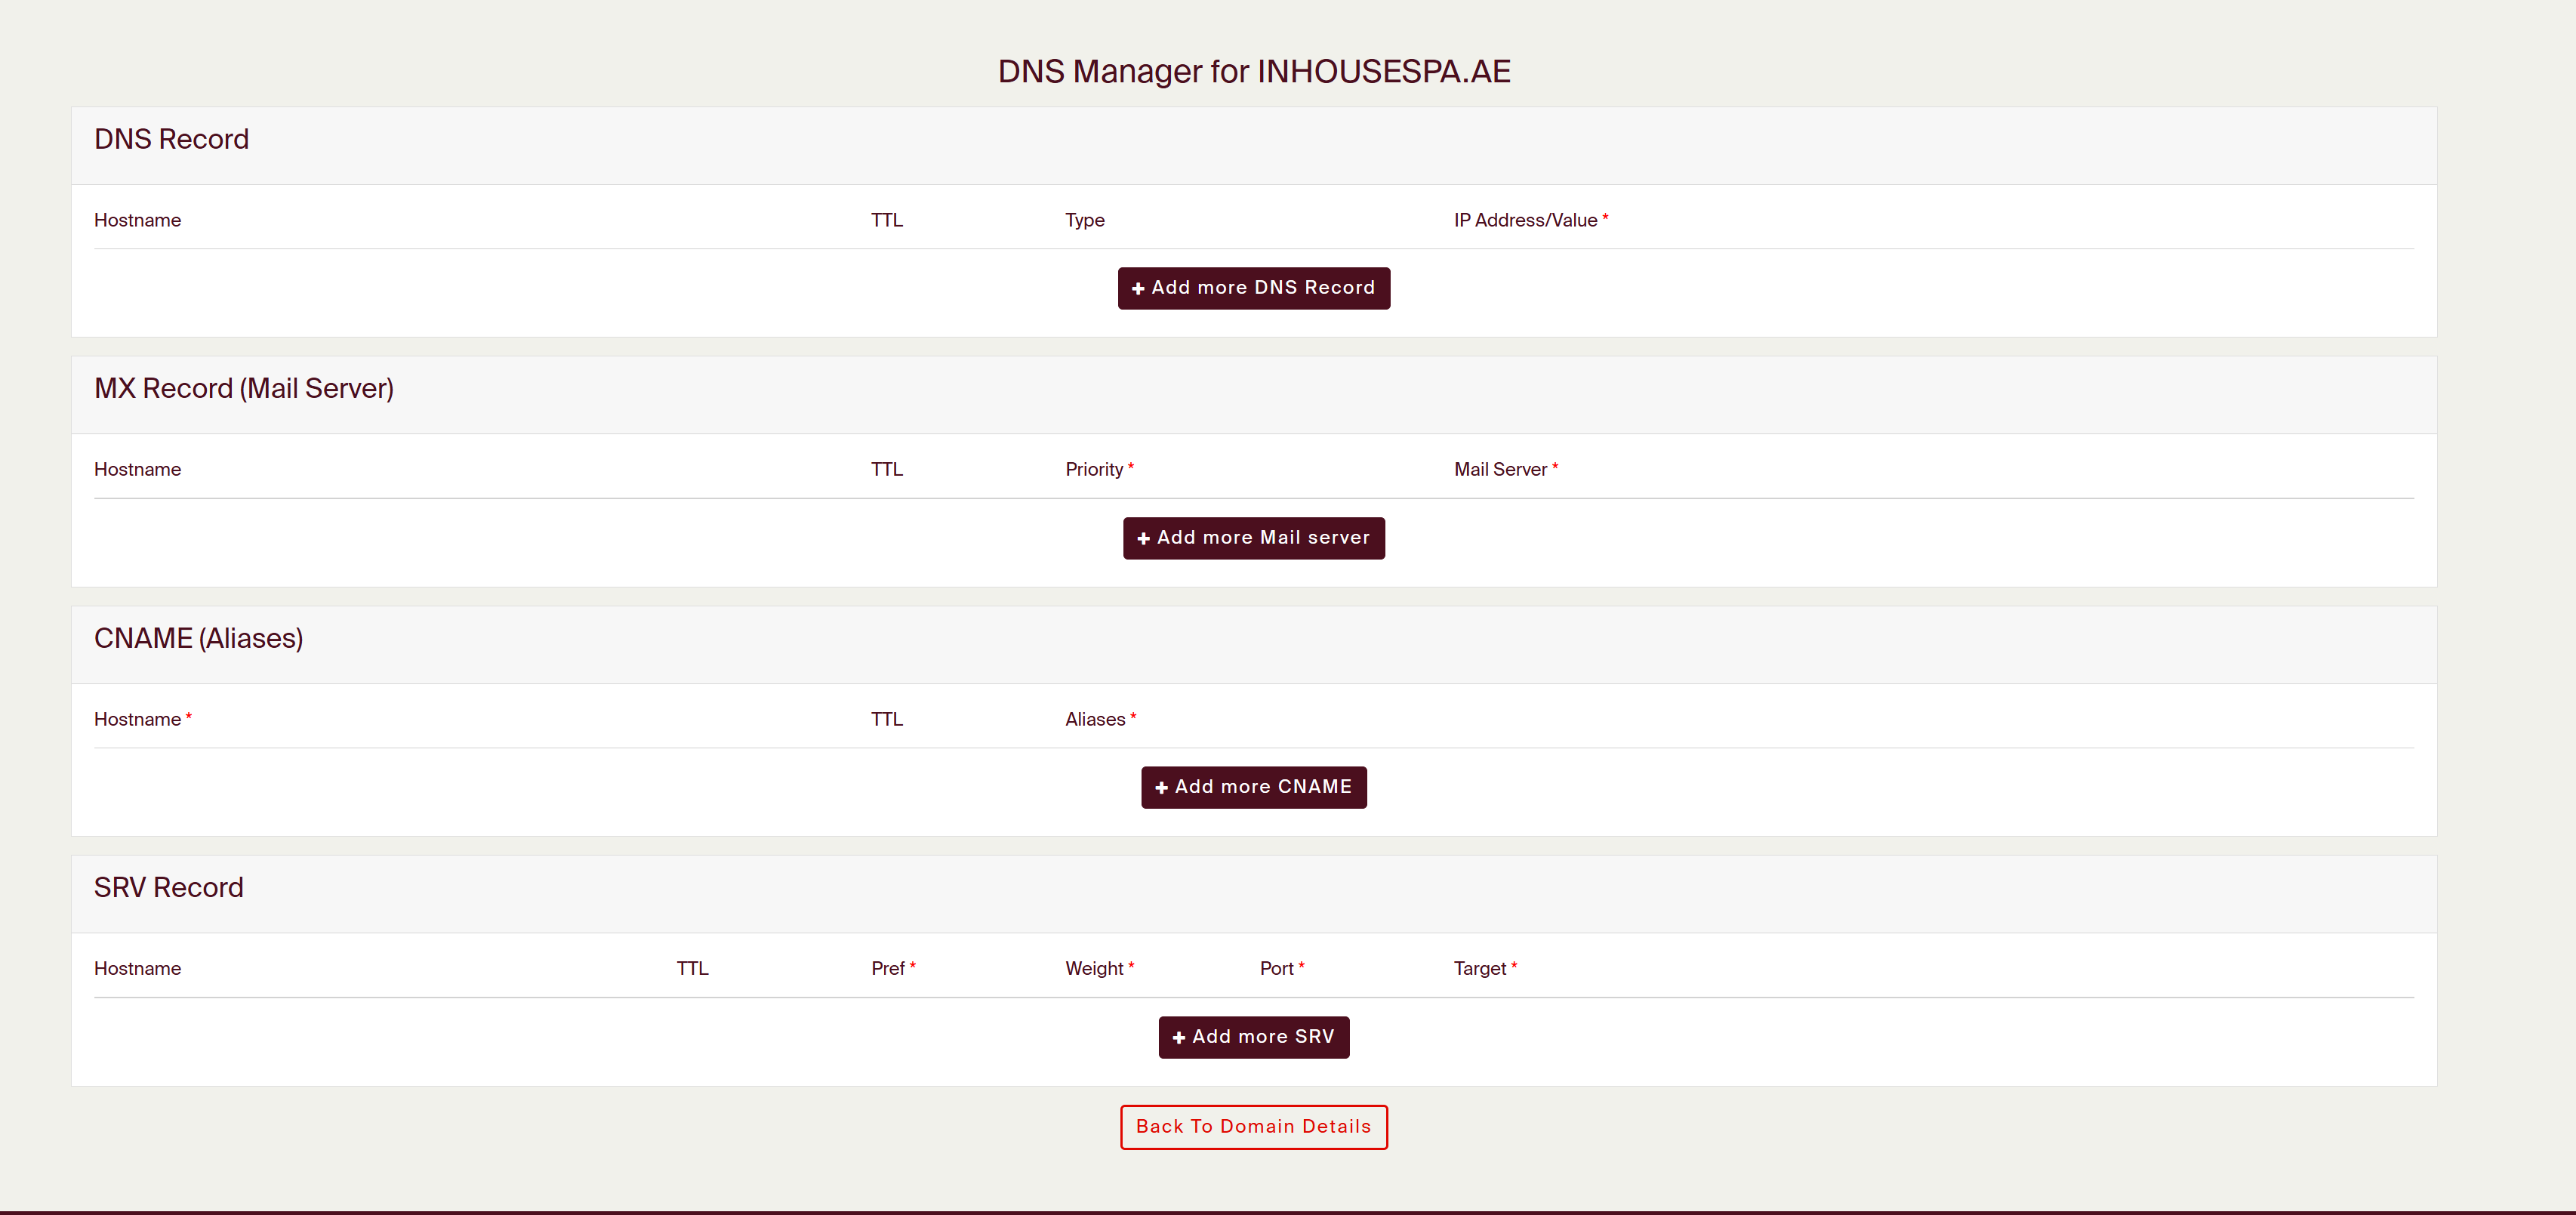 DNS Manager for INHOUSESPA.AE
DNS Record
Hostname TTL Type IP Address/Value *
+ Add more DNS Record
MX Record (Mail Server)
Hostname TTL Priority * Mail Server *
+ Add more Mail server
CNAME (Aliases)
Hostname * TTL Aliases *
+ Add more CNAME
SRV Record
Hostname TTL Pref * Weight * Port * Target *
+ Add more SRV
Back To Domain Details